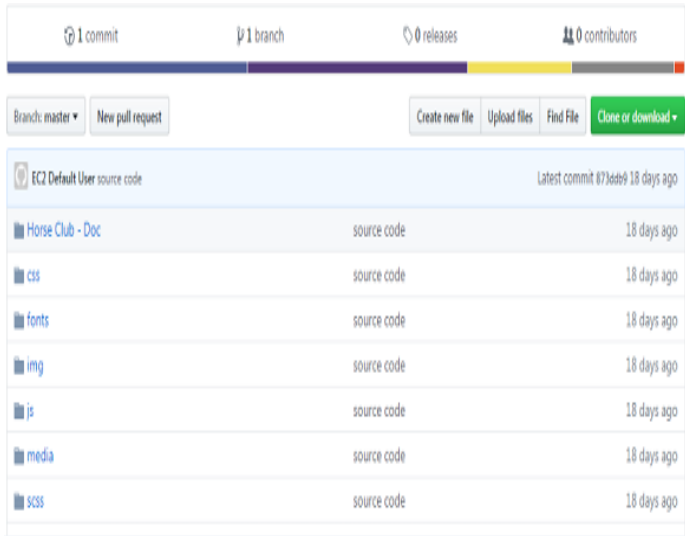 1 commit 1 branch 0 releases 0 contributors
Branch: master New pull request Create new file Upload files Find File Clone or download
EC2 Default User source code Latest commit 873ddb9 18 days ago
Horse Club - Doc source code 18 days ago
css source code 18 days ago
fonts source code 18 days ago
img source code 18 days ago
js source code 18 days ago
media source code 18 days ago
scss source code 18 days ago